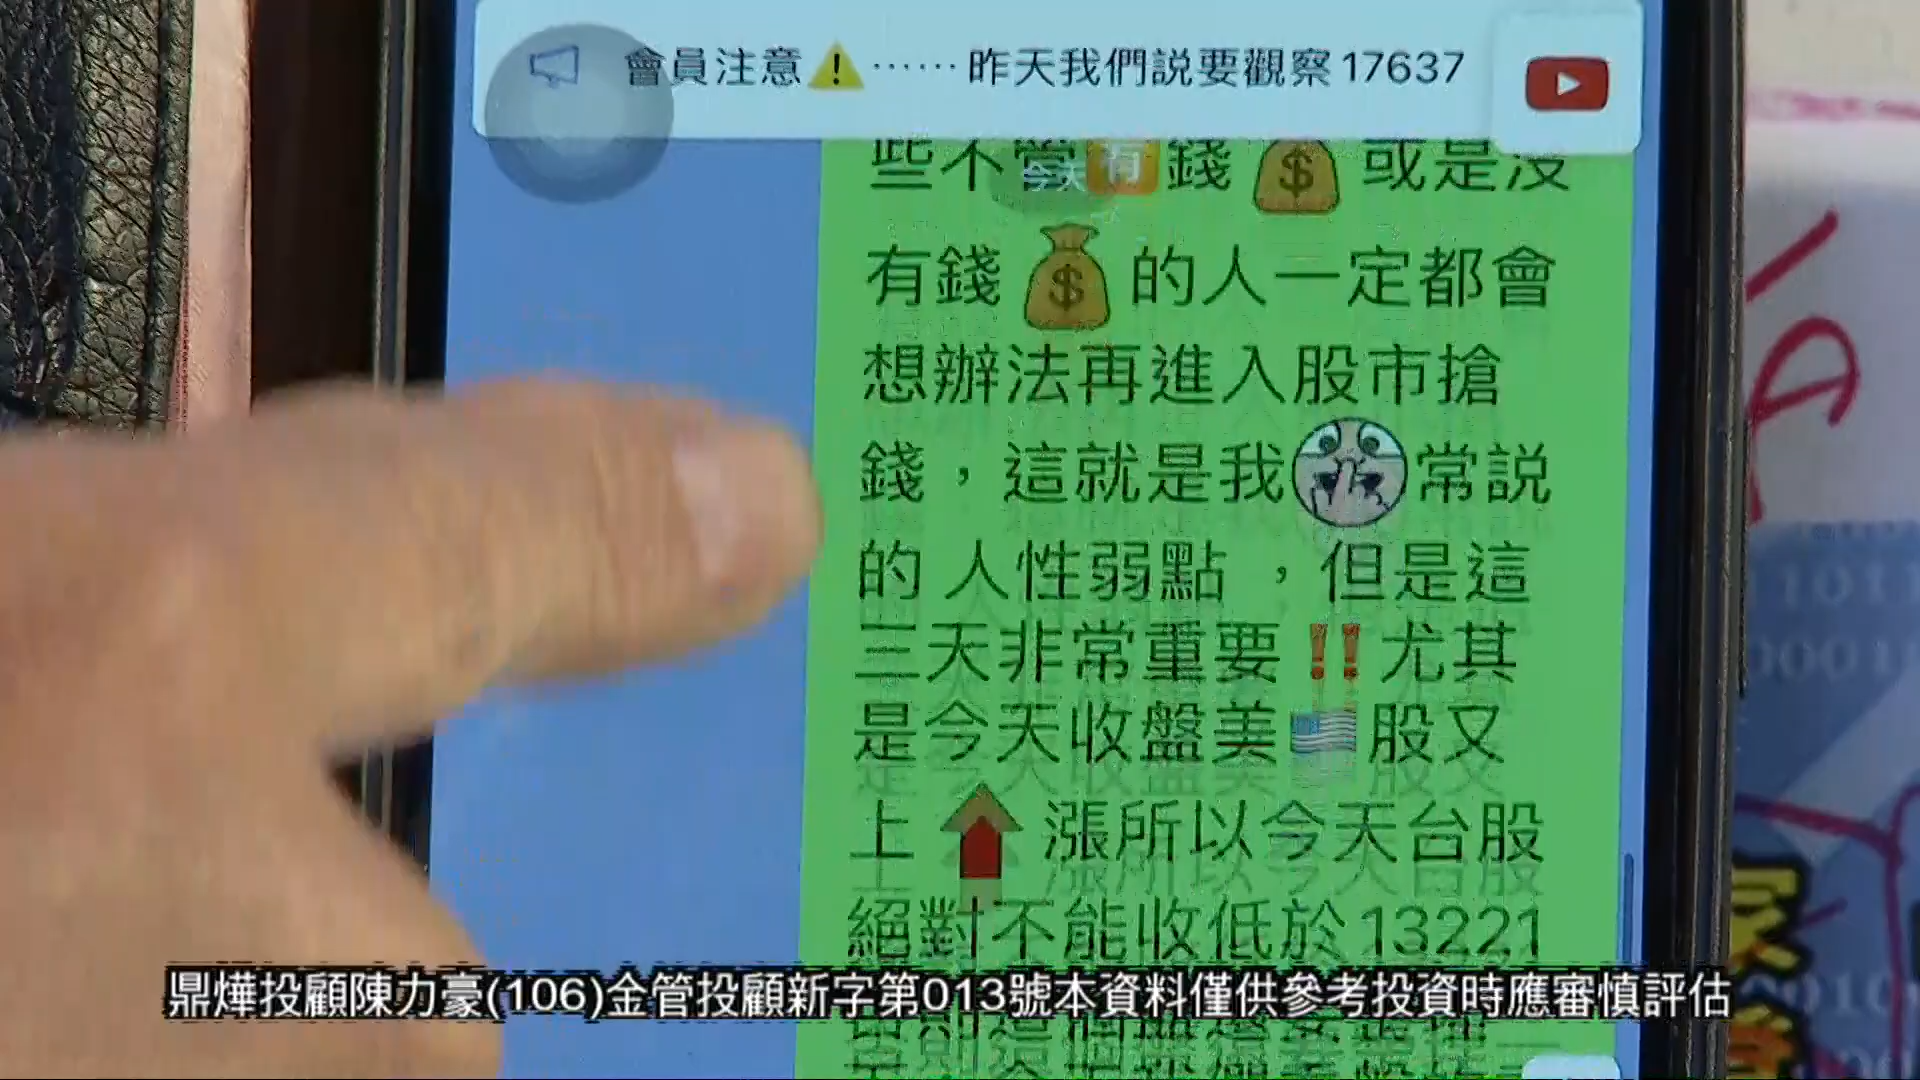 會員注意⚠️⋯⋯昨天我們説要觀察17637
些不管🈶錢💰或是沒
有錢💰的人一定都會
想辦法再進入股市搶
錢，這就是我常説
的 人性弱點 ，但是這
三天非常重要‼️尤其
是今天收盤美🇺🇸股又
上漲所以今天台股
絕對不能收低於13221
鼎燁投顧陳力豪(106)金管投顧新字第013號本資料僅供參考投資時應審慎評估